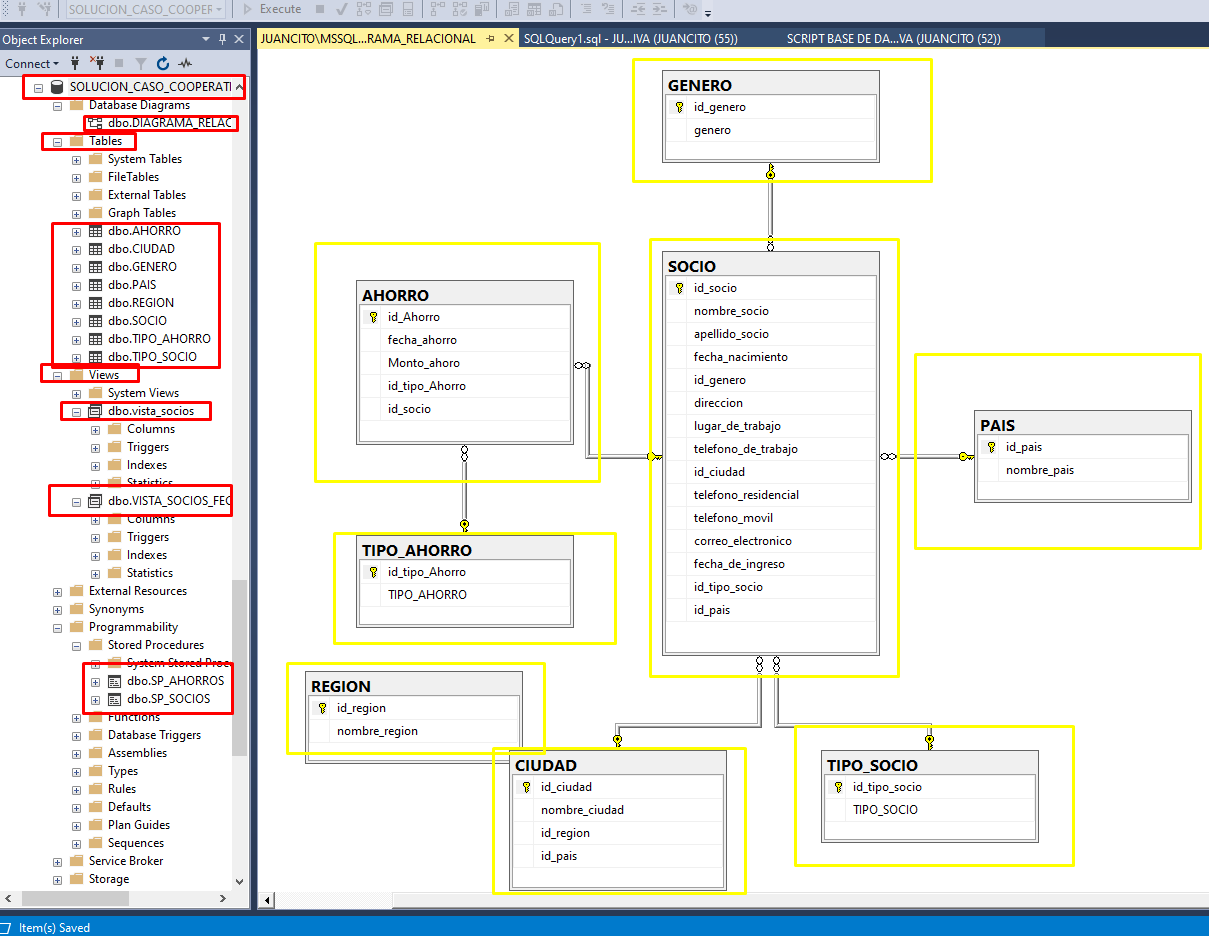 SOLUCION_CASO_COOPER
Execute
Object Explorer
Connect
SOLUCION_CASO_COOPERATI
Database Diagrams
dbo.DIAGRAMA_RELAC
Tables
System Tables
FileTables
External Tables
Graph Tables
dbo.AHORRO
dbo.CIUDAD
dbo.GENERO
dbo.PAIS
dbo.REGION
dbo.SOCIO
dbo.TIPO_AHORRO
dbo.TIPO_SOCIO
Views
System Views
dbo.vista_socios
Columns
Triggers
Indexes
Statistics
dbo.VISTA_SOCIOS_FEC
Columns
Triggers
Indexes
Statistics
External Resources
Synonyms
Programmability
Stored Procedures
System Stored Proc
dbo.SP_AHORROS
dbo.SP_SOCIOS
Functions
Database Triggers
Assemblies
Types
Rules
Defaults
Plan Guides
Sequences
Service Broker
Storage
JUANCITO\MSSQL...RAMA_RELACIONAL
SQLQuery1.sql - JU...IVA (JUANCITO (55))
SCRIPT BASE DE DA...VA (JUANCITO (52))
GENERO
id_genero
genero
AHORRO
id_Ahorro
fecha_ahorro
Monto_ahoro
id_tipo_Ahorro
id_socio
SOCIO
id_socio
nombre_socio
apellido_socio
fecha_nacimiento
id_genero
direccion
lugar_de_trabajo
telefono_de_trabajo
id_ciudad
telefono_residencial
telefono_movil
correo_electronico
fecha_de_ingreso
id_tipo_socio
id_pais
PAIS
id_pais
nombre_pais
TIPO_AHORRO
id_tipo_Ahorro
TIPO_AHORRO
REGION
id_region
nombre_region
CIUDAD
id_ciudad
nombre_ciudad
id_region
id_pais
TIPO_SOCIO
id_tipo_socio
TIPO_SOCIO
Item(s) Saved